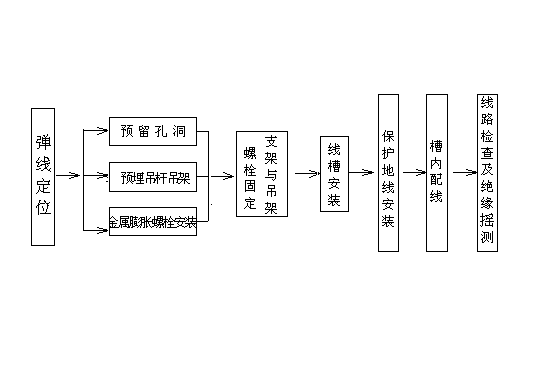 弹线定位
预留孔洞
预埋吊杆吊架
金属膨胀螺栓安装
螺栓固定
支架与吊架
线槽安装
保护地线安装
槽内配线
线路检查及绝缘摇测